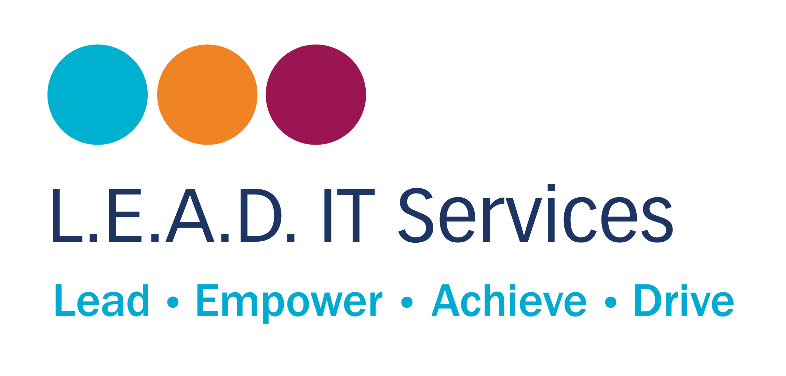 L.E.A.D. IT Services
Lead • Empower • Achieve • Drive